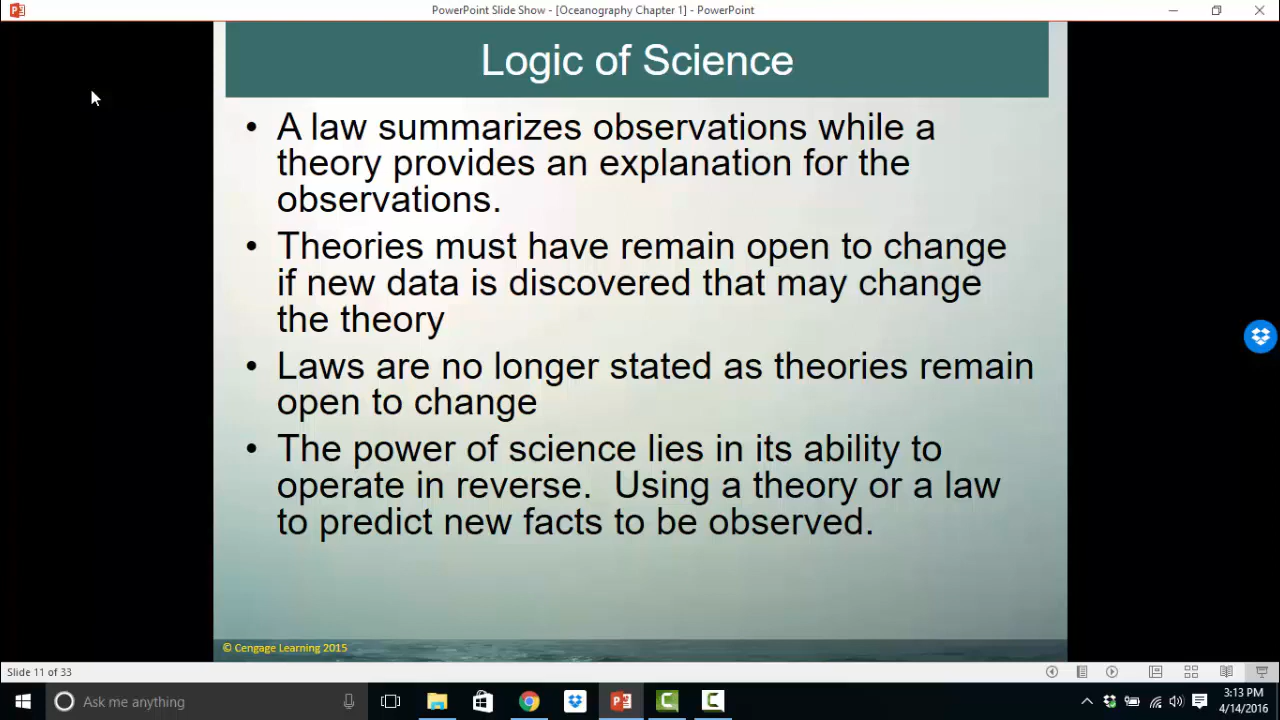 PowerPoint Slide Show - [Oceanography Chapter 1] - PowerPoint
Logic of Science
• A law summarizes observations while a
theory provides an explanation for the
observations.
• Theories must have remain open to change
if new data is discovered that may change
the theory
• Laws are no longer stated as theories remain
open to change
• The power of science lies in its ability to
operate in reverse.  Using a theory or a law
to predict new facts to be observed.
© Cengage Learning 2015
Slide 11 of 33
Ask me anything
3:13 PM
4/14/2016